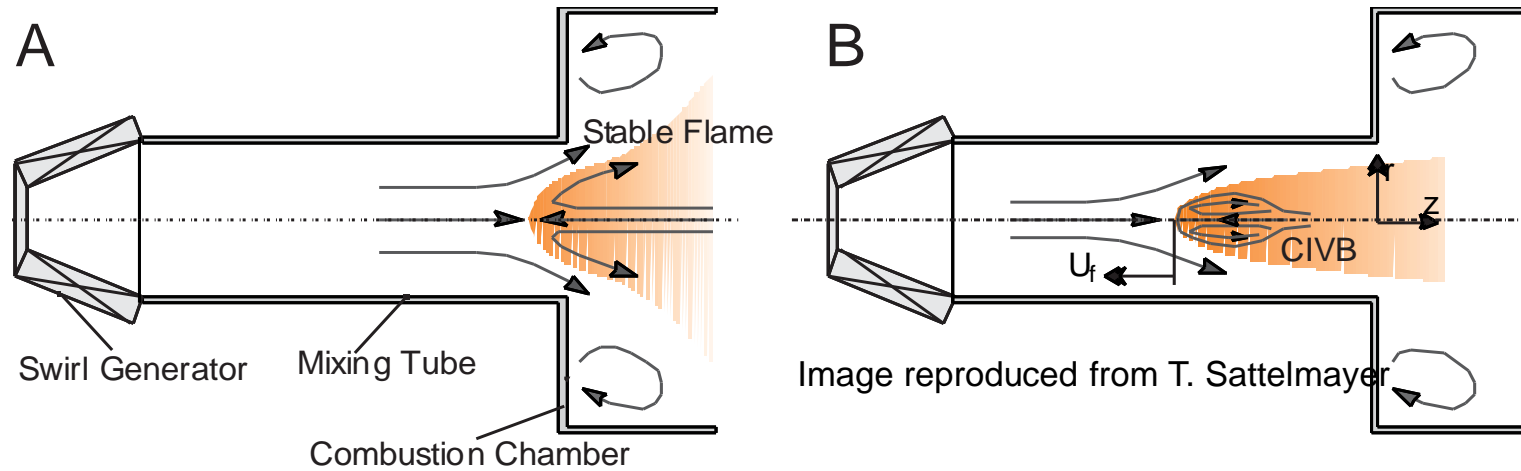 A
Stable Flame
Swirl Generator
Mixing Tube
Combustion Chamber
B
r
z
CIVB
Uf
Image reproduced from T. Sattelmayer